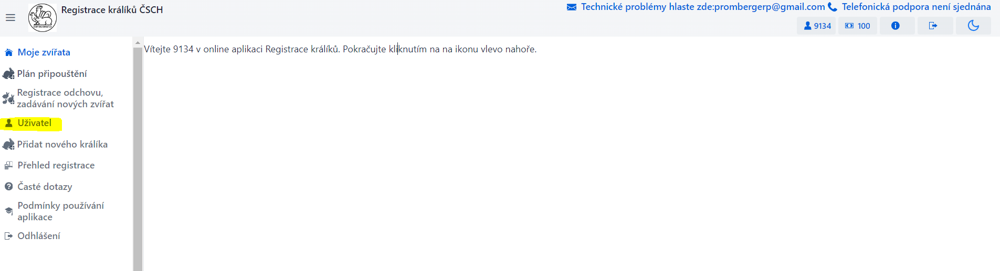 Registrace králíků ČSCH
Technické problémy hlaste zde:prombergerp@gmail.com Telefonická podpora není sjednána
9134 100
Moje zvířata
Plán připouštění
Registrace odchovu,
zadávání nových zvířat
Uživatel
Přidat nového králíka
Přehled registrace
Časté dotazy
Podmínky používání
aplikace
Odhlášení
Vítejte 9134 v online aplikaci Registrace králíků. Pokračujte kliknutím na na ikonu vlevo nahoře.